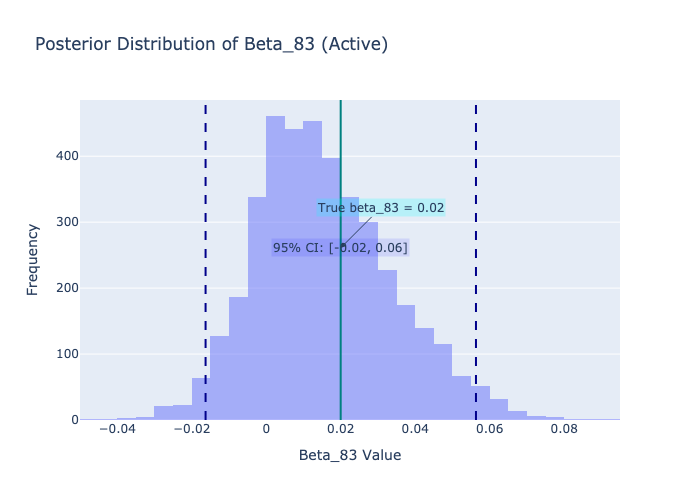 Posterior Distribution of Beta_83 (Active)
400
300
200
100
0
Frequency
True beta_83 = 0.02
95% CI: [-0.02, 0.06]
−0.04
−0.02
0
0.02
0.04
0.06
0.08
Beta_83 Value